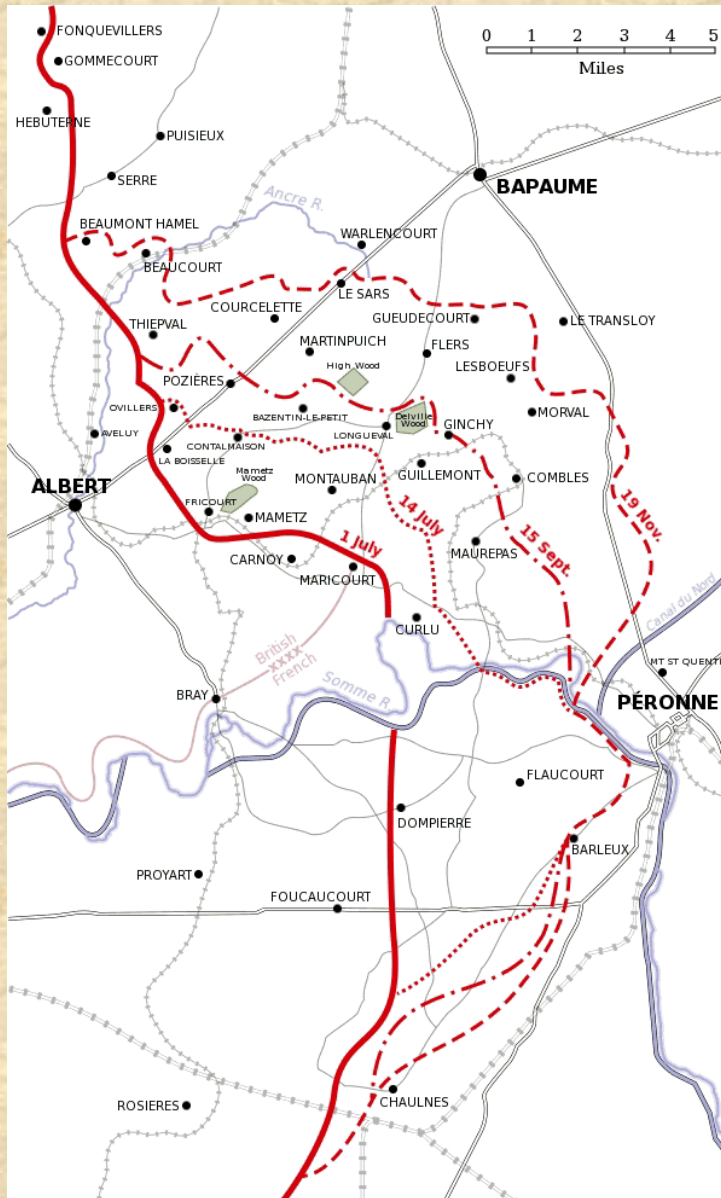 FONQUEVILLERS
GOMMECOURT
0 1 2 3 4 5
Miles
HEBUTERNE
PUISIEUX
SERRE
BAPAUME
Ancre R.
BEAUMONT HAMEL
WARLENCOURT
BEAUCOURT
LE SARS
COURCELETTE
GUEUDECOURT
LE TRANSLOY
THIEPVAL
MARTINPUICH
FLERS
High Wood
LESBOEUFS
POZIÈRES
OVILLERS
BAZENTIN-LE-PETIT
Delville
Wood
MORVAL
AVELUY
CONTALMAISON
LONGUEVAL
GINCHY
LA BOISSELLE
Mametz
Wood
MONTAUBAN
GUILLEMONT
COMBLES
ALBERT
FRICOURT
MAMETZ
14 July
19 Nov.
1 July
15 Sept.
MAUREPAS
CARNOY
MARICOURT
CURLU
Canal du Nord
British
XXXX
French
MT ST QUENTI
Somme R
BRAY
PÉRONNE
FLAUCOURT
DOMPIERRE
BARLEUX
PROYART
FOUCAUCOURT
CHAULNES
ROSIERES